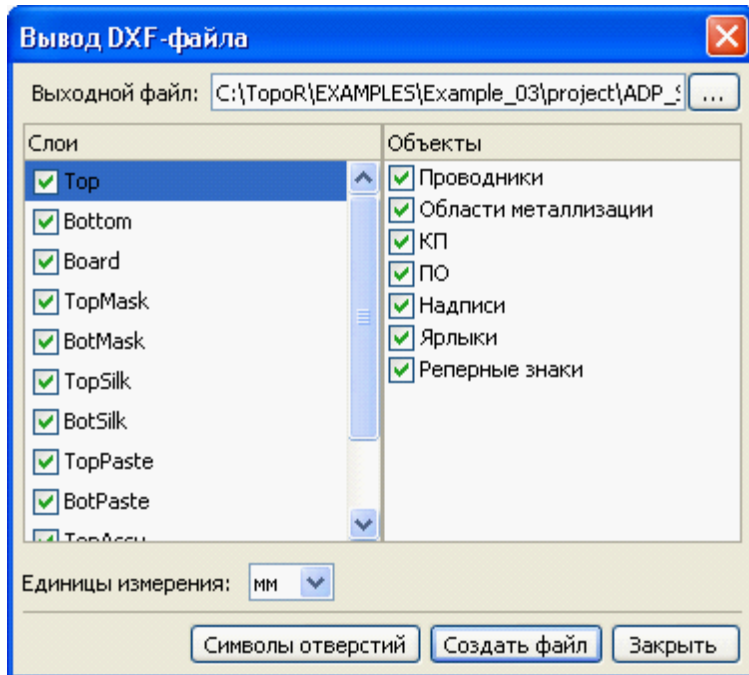 Вывод DXF-файла
Выходной файл: C:\TopoR\EXAMPLES\Example_03\project\ADP_ ...
Слои
Объекты
Top
Bottom
Board
TopMask
BotMask
TopSilk
BotSilk
TopPaste
BotPaste
Проводники
Области металлизации
КП
ПО
Надписи
Ярлыки
Реперные знаки
Единицы измерения: мм
Символы отверстий Создать файл Закрыть